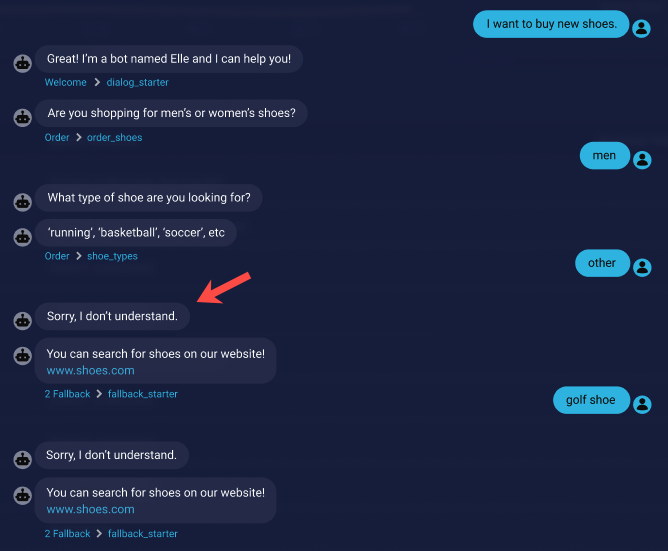 I want to buy new shoes.
Great! I'm a bot named Elle and I can help you!
Welcome > dialog_starter
Are you shopping for men's or women's shoes?
Order > order_shoes
men
What type of shoe are you looking for?
'running', 'basketball', 'soccer', etc
Order > shoe_types
other
Sorry, I don't understand.
You can search for shoes on our website!
www.shoes.com
2 Fallback > fallback_starter
golf shoe
Sorry, I don't understand.
You can search for shoes on our website!
www.shoes.com
2 Fallback > fallback_starter